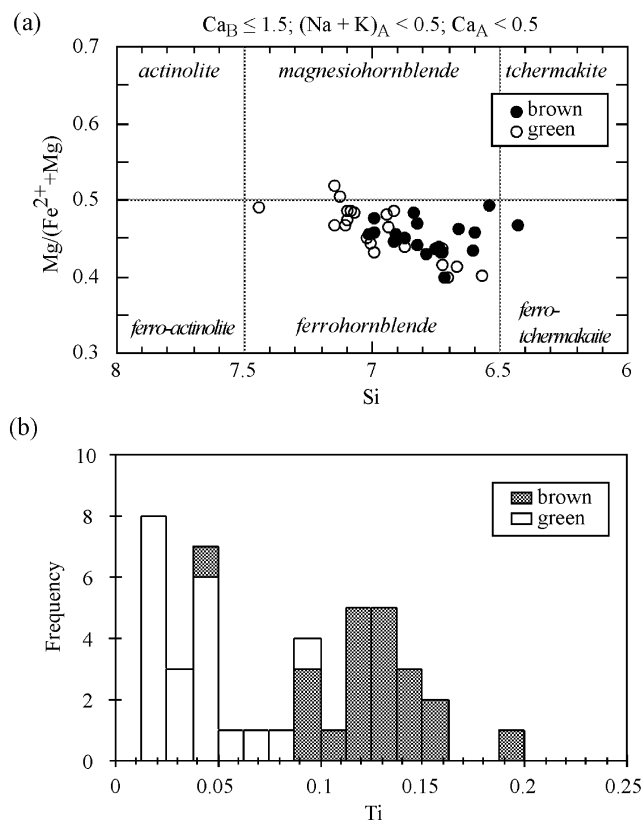 (a)
Ca_B ≤ 1.5; (Na + K)_A < 0.5; Ca_A < 0.5
0.7
actinolite
magnesiohornblende
tchermakite
brown
green
0.6
Mg/(Fe²⁺+Mg)
0.5
0.4
ferro-actinolite
ferrohornblende
ferro-
tchermakaite
0.3
8
7.5
7
6.5
6
Si
(b)
10
brown
green
8
6
Frequency
4
2
0
0
0.05
0.1
0.15
0.2
0.25
Ti